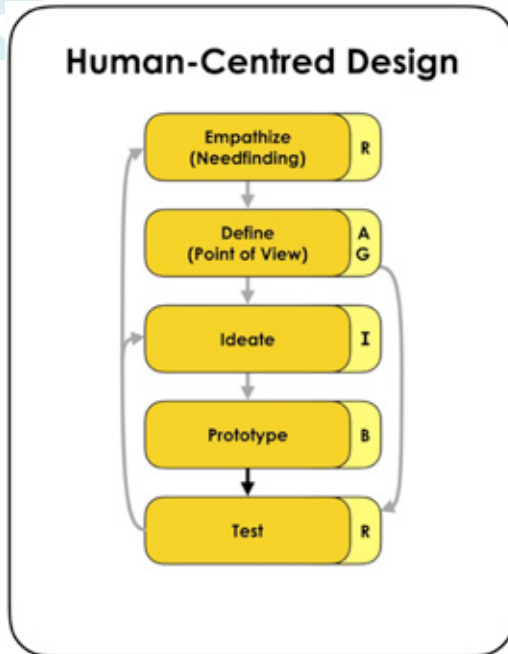 Human-Centred Design
Empathize
(Needfinding)
R
Define
(Point of View)
A
G
Ideate
I
Prototype
B
Test
R